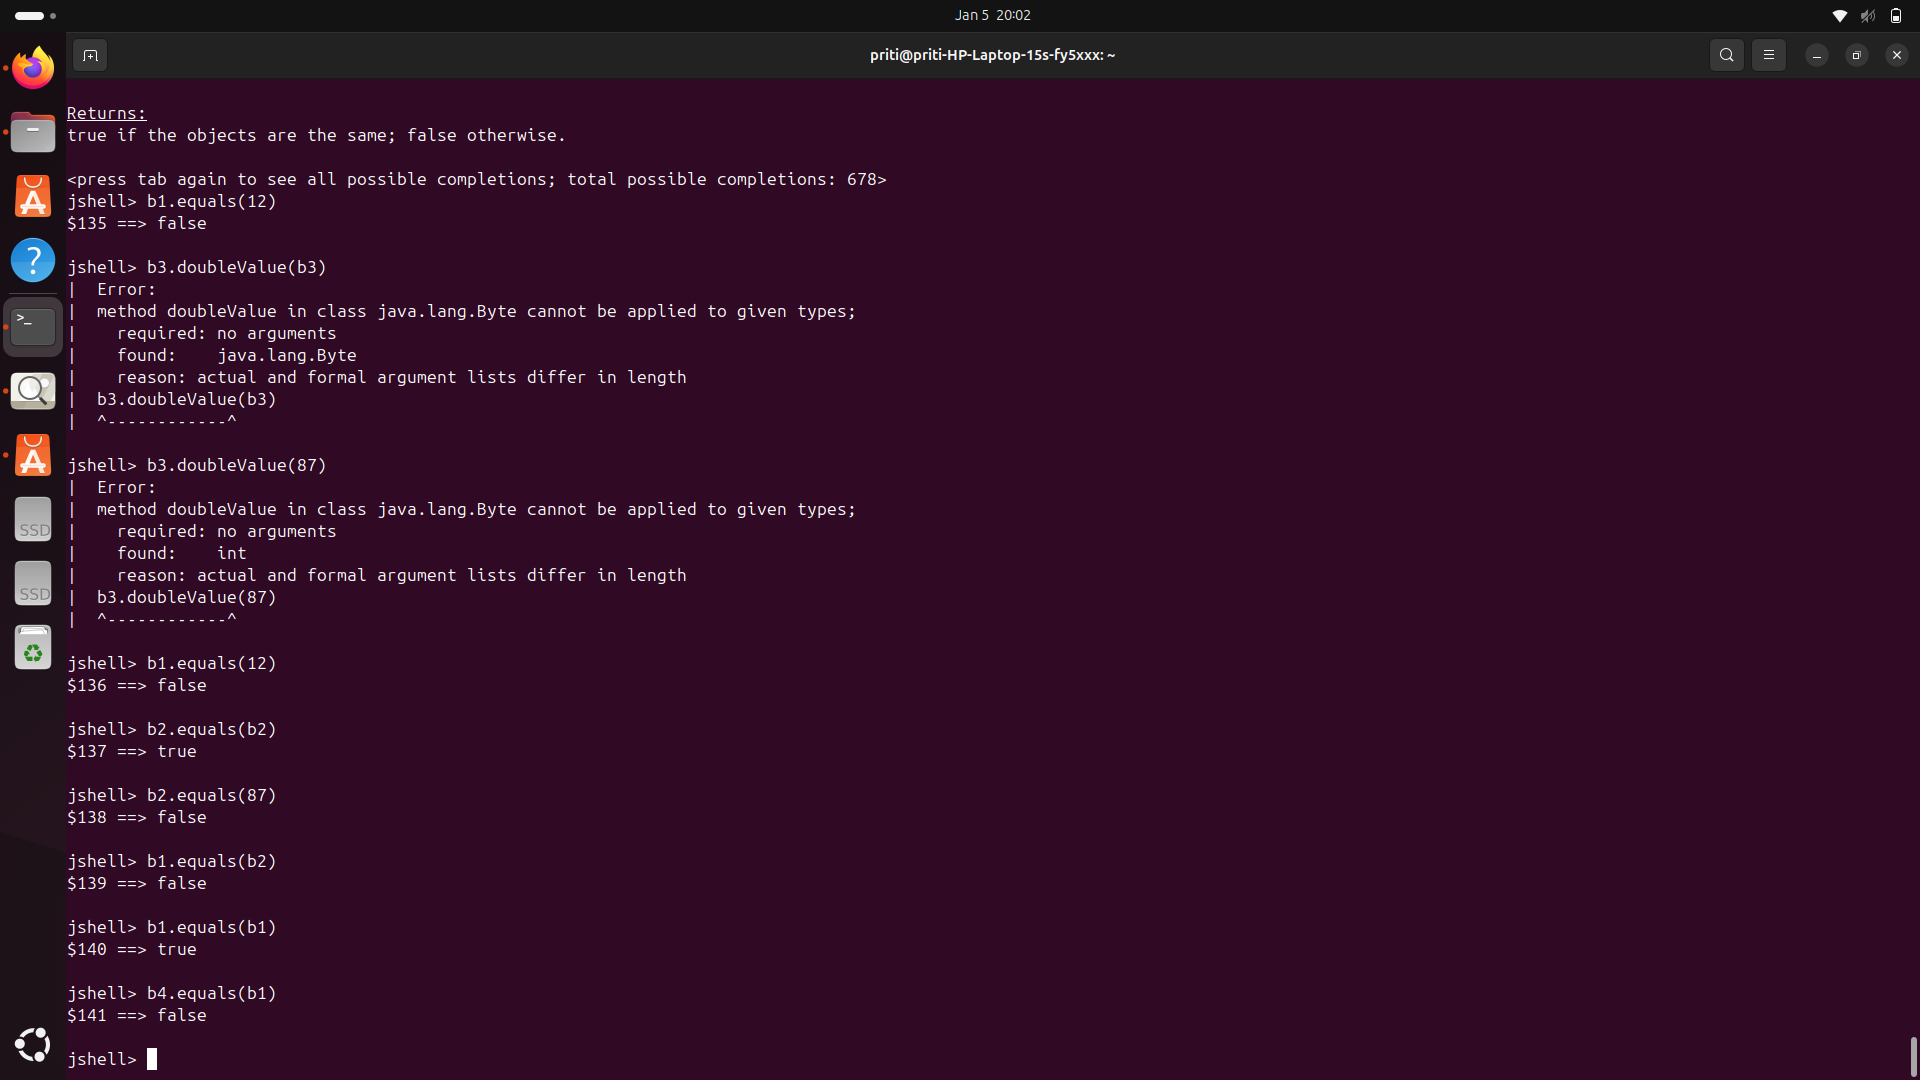 Jan 5 20:02
priti@priti-HP-Laptop-15s-fy5xxx: ~
Returns:
true if the objects are the same; false otherwise.
<press tab again to see all possible completions; total possible completions: 678>
jshell> b1.equals(12)
$135 ==> false
jshell> b3.doubleValue(b3)
|  Error:
|  method doubleValue in class java.lang.Byte cannot be applied to given types;
|    required: no arguments
|    found:    java.lang.Byte
|    reason: actual and formal argument lists differ in length
|  b3.doubleValue(b3)
|  ^------------^
jshell> b3.doubleValue(87)
|  Error:
|  method doubleValue in class java.lang.Byte cannot be applied to given types;
|    required: no arguments
|    found:    int
|    reason: actual and formal argument lists differ in length
|  b3.doubleValue(87)
|  ^------------^
jshell> b1.equals(12)
$136 ==> false
jshell> b2.equals(b2)
$137 ==> true
jshell> b2.equals(87)
$138 ==> false
jshell> b1.equals(b2)
$139 ==> false
jshell> b1.equals(b1)
$140 ==> true
jshell> b4.equals(b1)
$141 ==> false
jshell>
?
>_
SSD
SSD